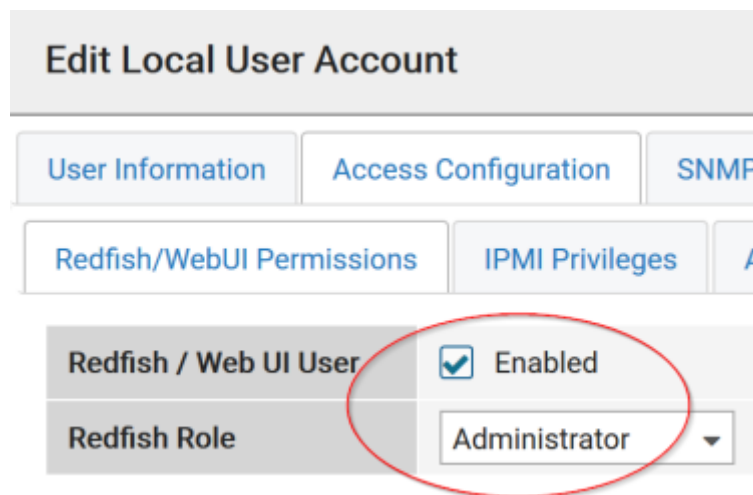 Edit Local User Account
User Information Access Configuration SNMP
Redfish/WebUI Permissions IPMI Privileges A
Redfish / Web UI User Enabled
Redfish Role Administrator